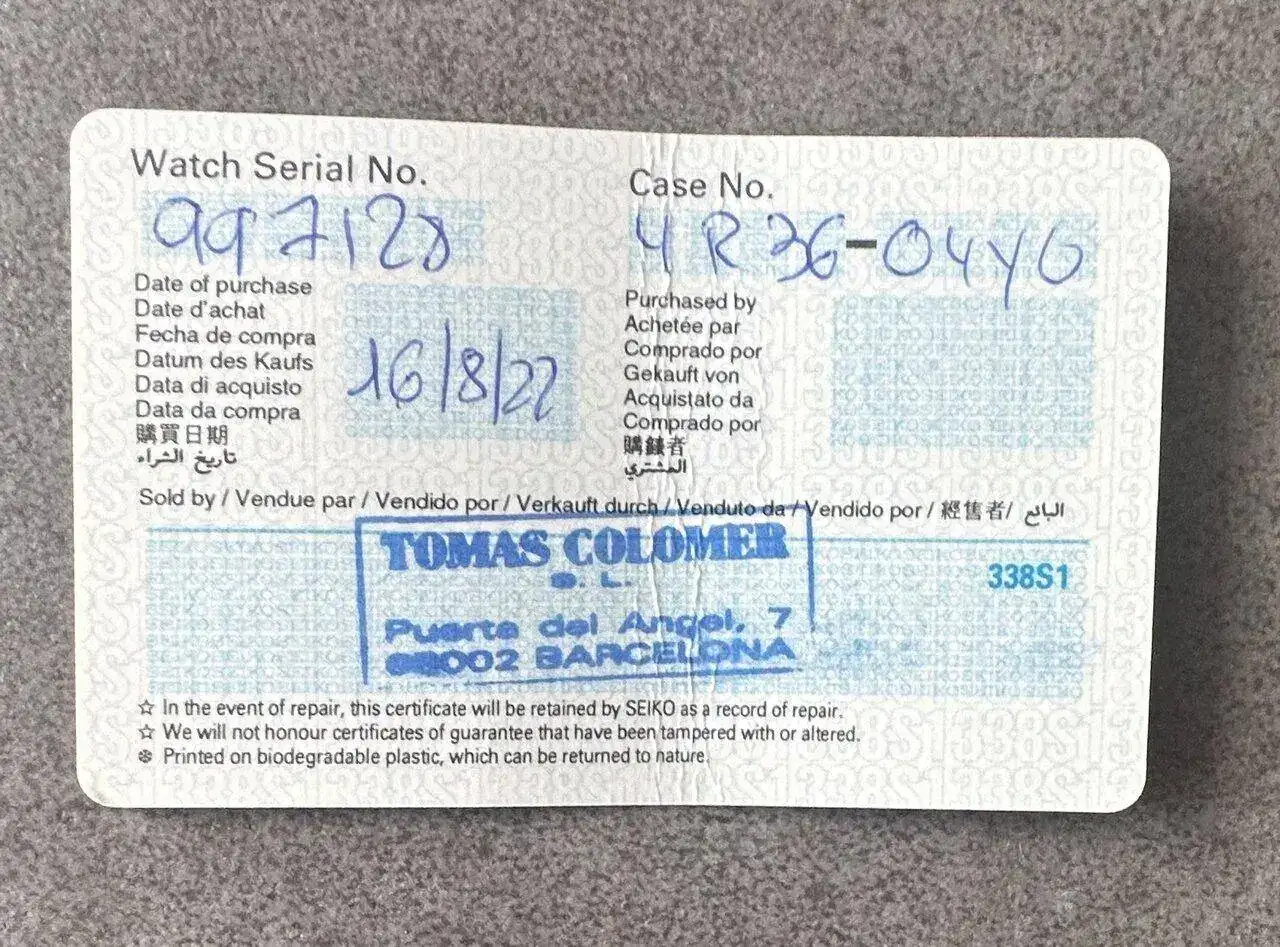 Watch Serial No.
997128
Case No.
4R36-04Y0
Date of purchase
Date d'achat
Fecha de compra
Datum des Kaufs
Data di acquisto
Data da compra
購買日期
تاريخ الشراء
16/8/22
Purchased by
Achetée par
Comprado por
Gekauft von
Acquistato da
Comprado por
購錶者
المشتري
Sold by / Vendue par / Vendido por / Verkauft durch / Venduto da / Vendido por / 經售者/ البائع
TOMAS COLOMER
S. L.
Puerta del Angel, 7
08002 BARCELONA
338S1
☆ In the event of repair, this certificate will be retained by SEIKO as a record of repair.
☆ We will not honour certificates of guarantee that have been tampered with or altered.
❄ Printed on biodegradable plastic, which can be returned to nature.